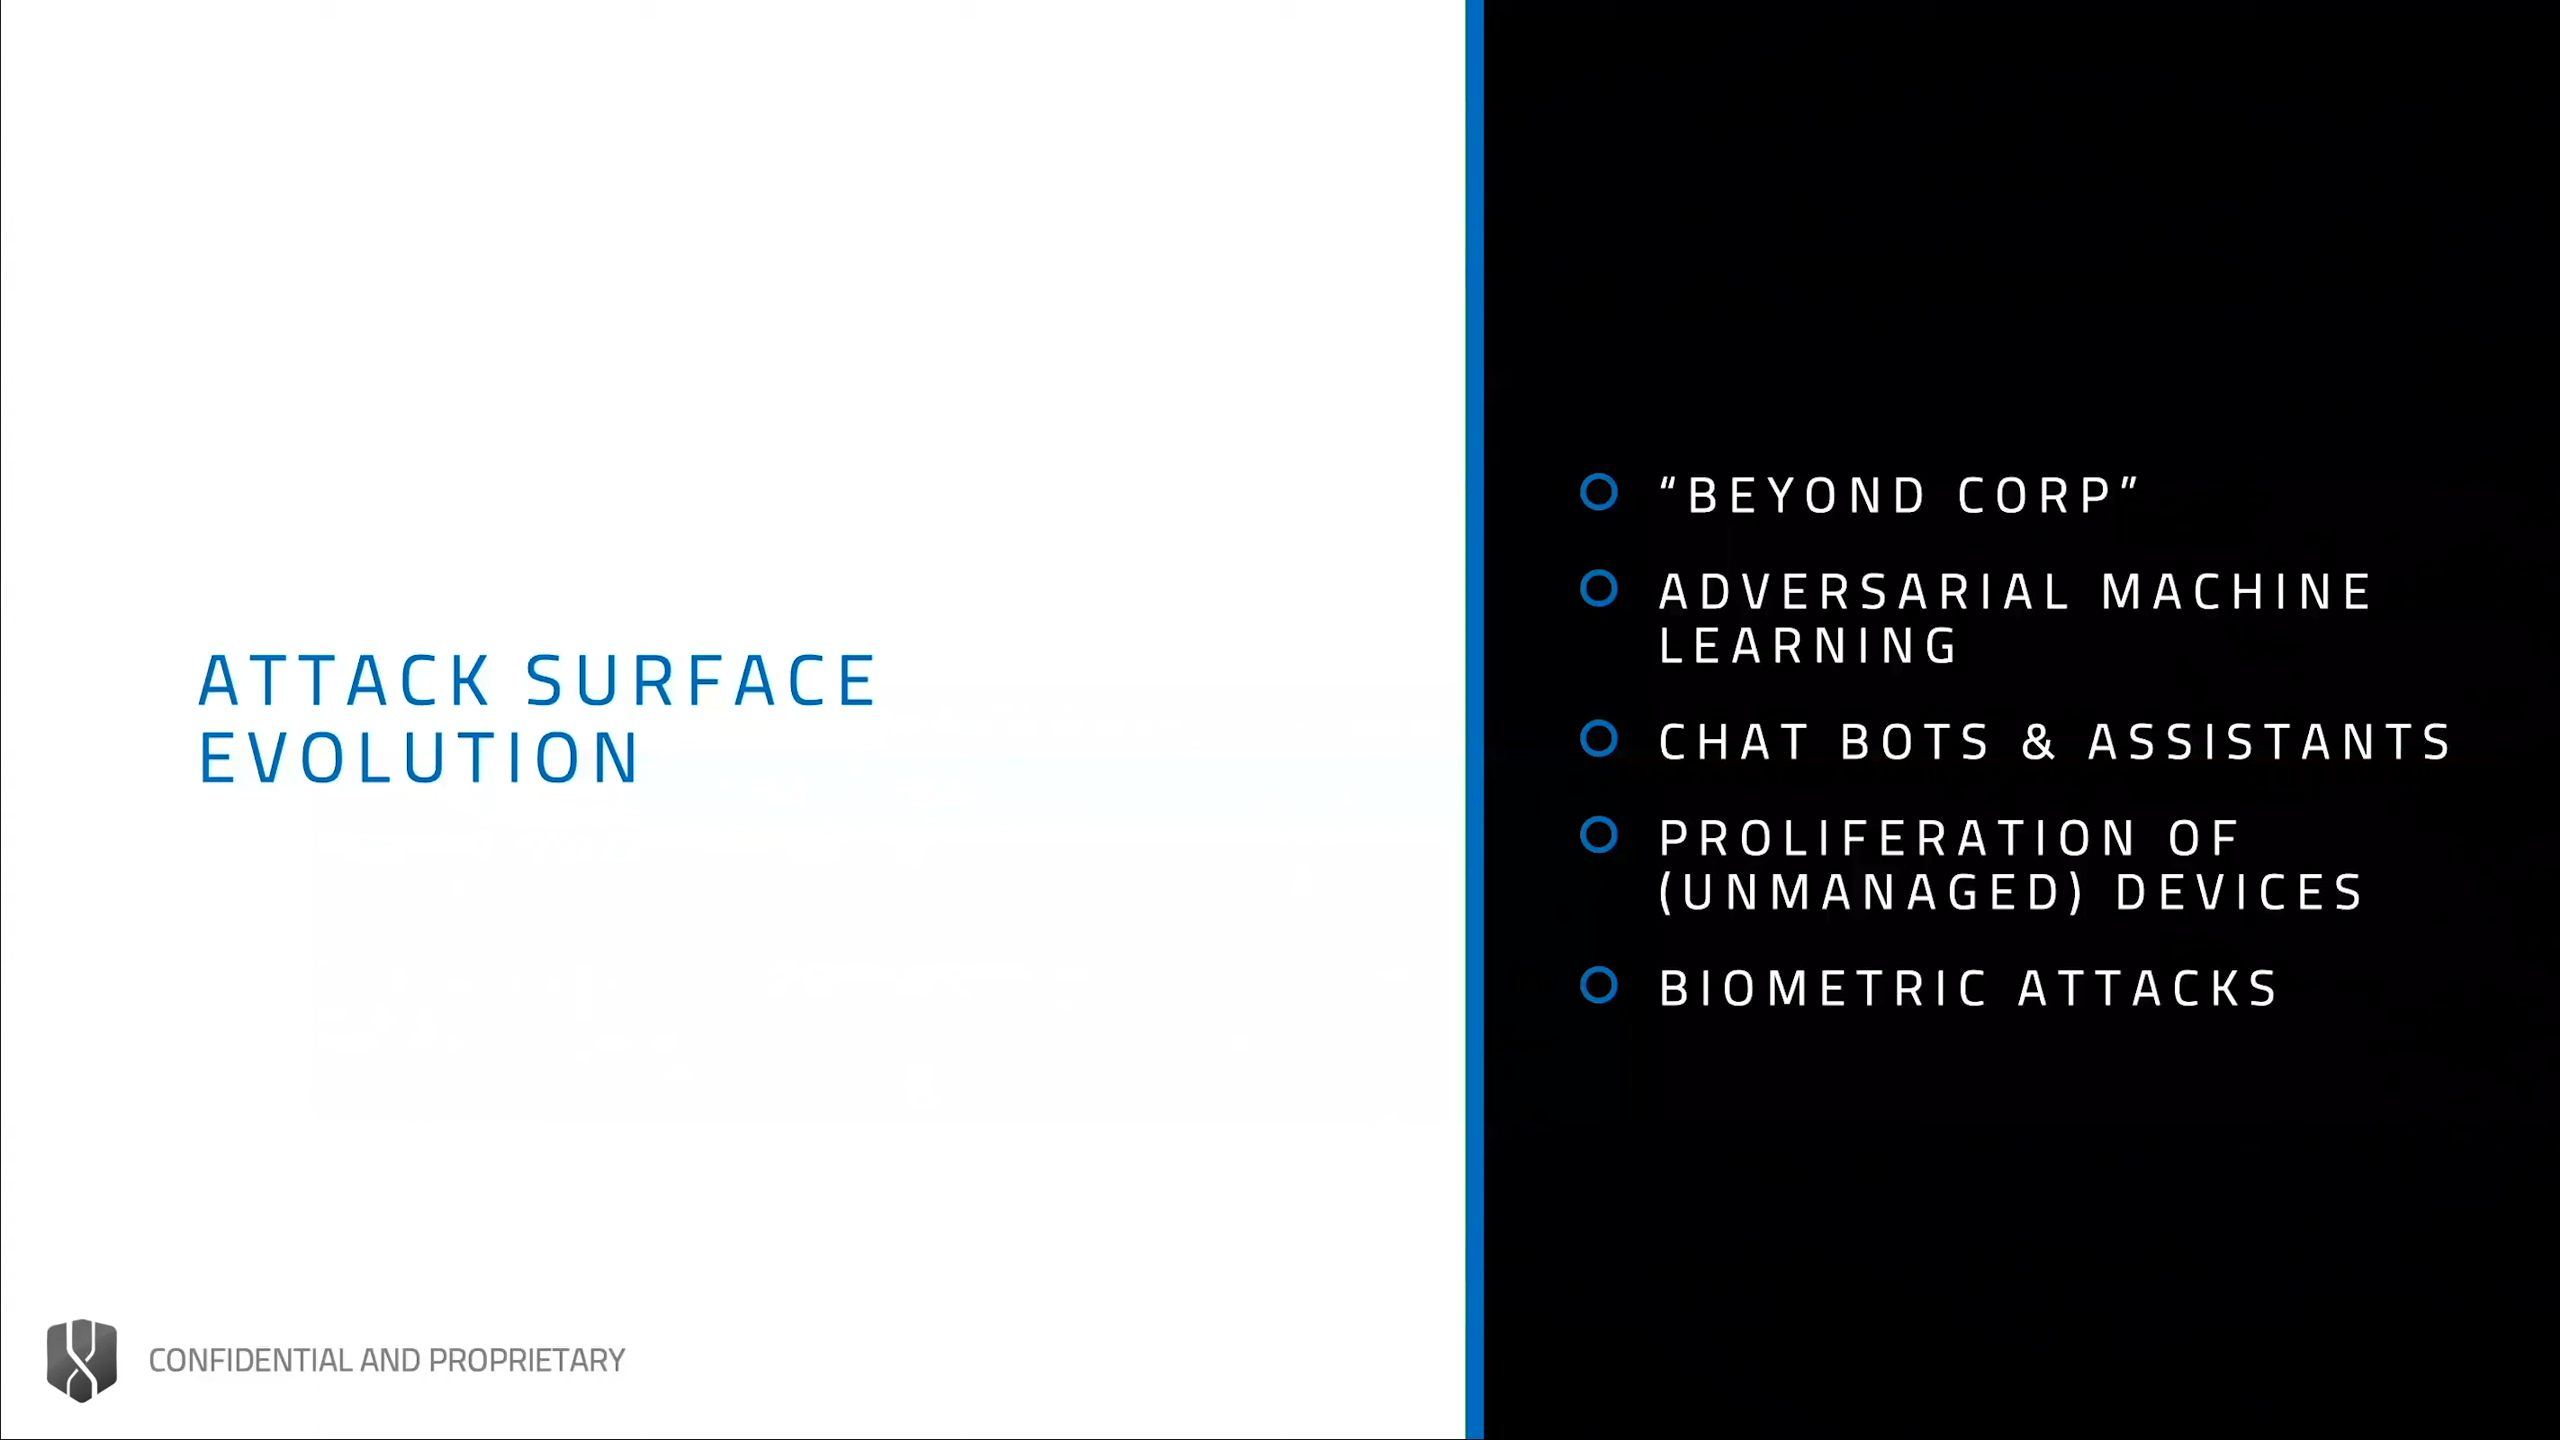 ATTACK SURFACE
EVOLUTION
“BEYOND CORP”
ADVERSARIAL MACHINE
LEARNING
CHAT BOTS & ASSISTANTS
PROLIFERATION OF
(UNMANAGED) DEVICES
BIOMETRIC ATTACKS
CONFIDENTIAL AND PROPRIETARY